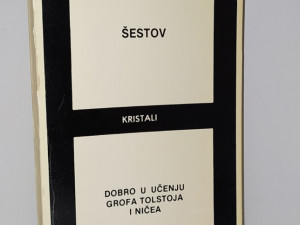 ŠESTOV
KRISTALI
DOBRO U UČENJU
GROFA TOLSTOJA
I NIČEA